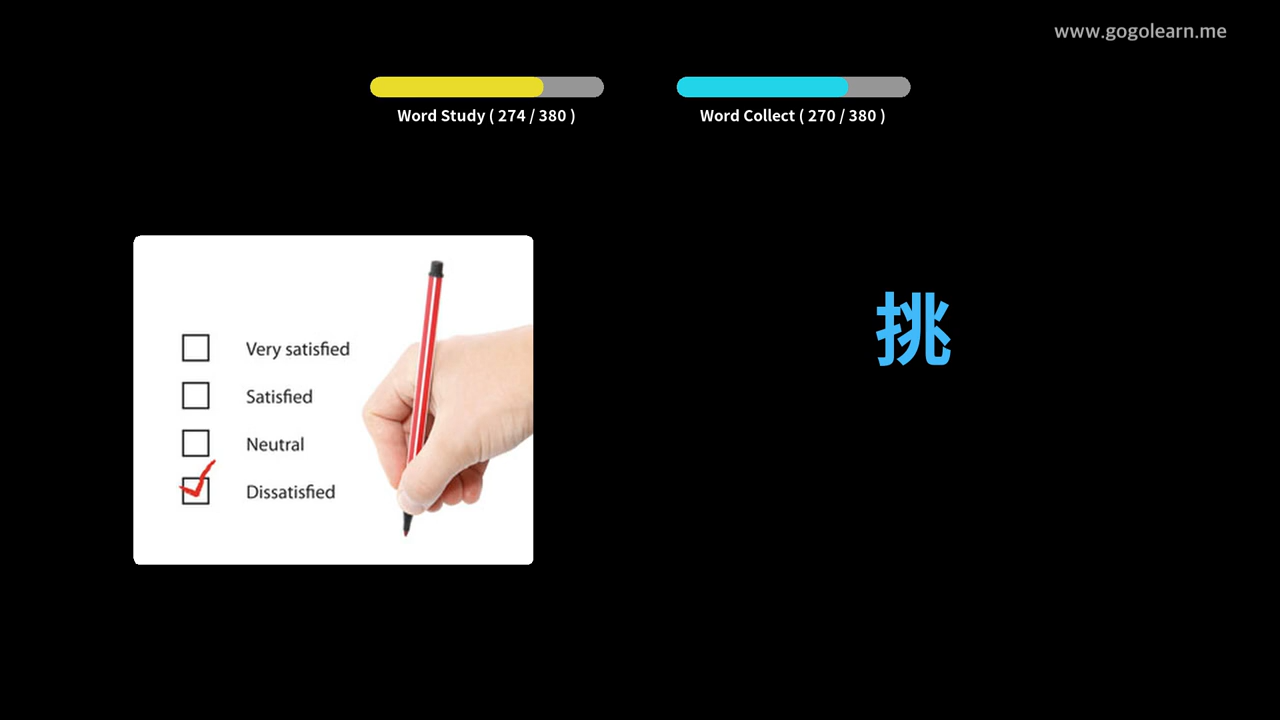 www.gogolearn.me
Word Study ( 274 / 380 )
Word Collect ( 270 / 380 )
挑
Very satisfied
Satisfied
Neutral
Dissatisfied